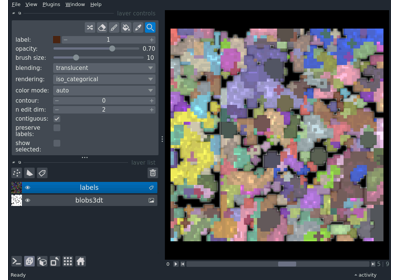 File View Plugins Window Help
layer controls
label: 1
opacity: 0.70
brush size: 10
blending: translucent
rendering: iso_categorical
color mode: auto
contour: 0
n edit dim: 2
contiguous:
preserve
labels:
show
selected:
layer list
labels
blobs3dt
Ready
activity